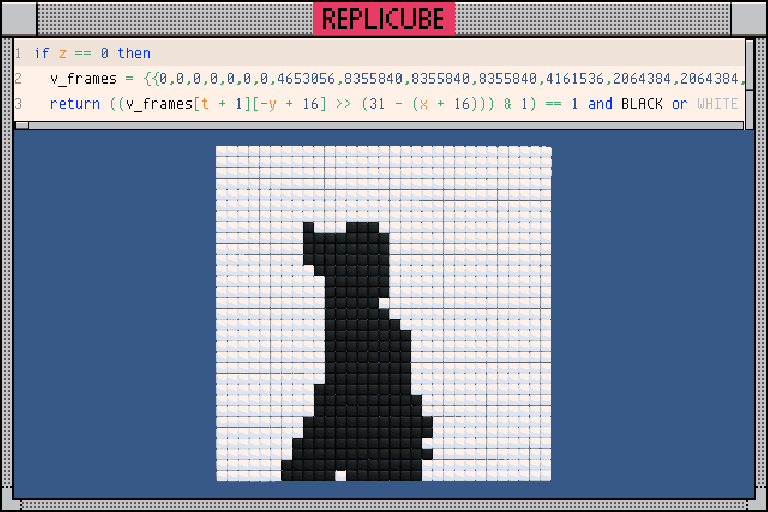 REPLICUBE
1 if z == 0 then
2 v_frames = {{0,0,0,0,0,0,0,4653056,8355840,8355840,8355840,4161536,2064384,2064384,
3 return ((v_frames[t + 1][-y + 16] >> (31 - (x + 16))) & 1) == 1 and BLACK or WHITE